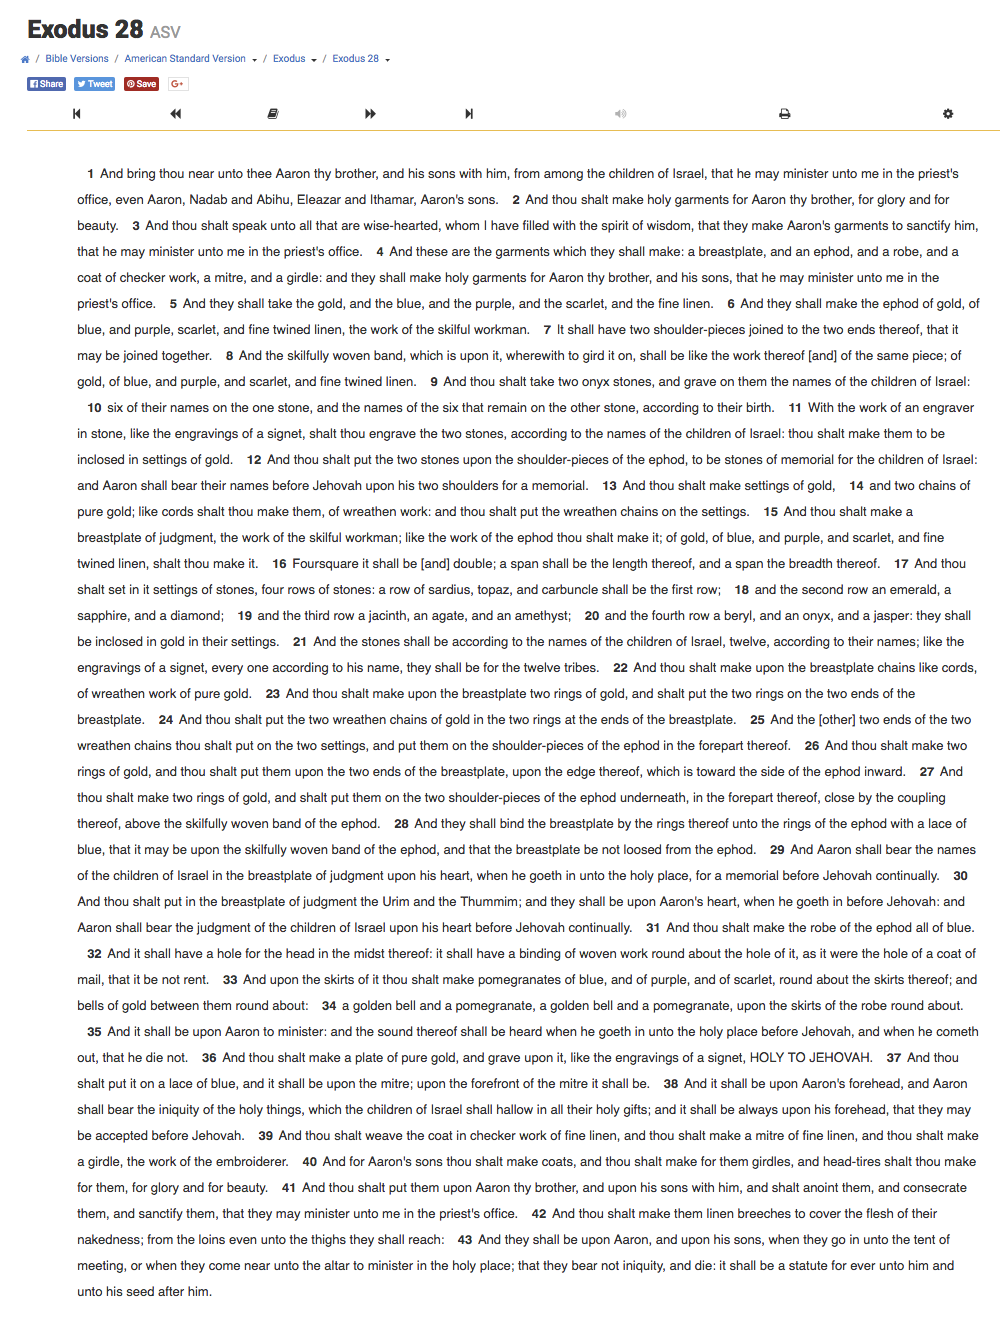 Exodus 28 ASV
/ Bible Versions / American Standard Version / Exodus / Exodus 28
Share Tweet Save G+
1 And bring thou near unto thee Aaron thy brother, and his sons with him, from among the children of Israel, that he may minister unto me in the priest's
office, even Aaron, Nadab and Abihu, Eleazar and Ithamar, Aaron's sons. 2 And thou shalt make holy garments for Aaron thy brother, for glory and for
beauty. 3 And thou shalt speak unto all that are wise-hearted, whom I have filled with the spirit of wisdom, that they make Aaron's garments to sanctify him,
that he may minister unto me in the priest's office. 4 And these are the garments which they shall make: a breastplate, and an ephod, and a robe, and a
coat of checker work, a mitre, and a girdle: and they shall make holy garments for Aaron thy brother, and his sons, that he may minister unto me in the
priest's office. 5 And they shall take the gold, and the blue, and the purple, and the scarlet, and the fine linen. 6 And they shall make the ephod of gold, of
blue, and purple, scarlet, and fine twined linen, the work of the skilful workman. 7 It shall have two shoulder-pieces joined to the two ends thereof, that it
may be joined together. 8 And the skilfully woven band, which is upon it, wherewith to gird it on, shall be like the work thereof [and] of the same piece; of
gold, of blue, and purple, and scarlet, and fine twined linen. 9 And thou shalt take two onyx stones, and grave on them the names of the children of Israel:
10 six of their names on the one stone, and the names of the six that remain on the other stone, according to their birth. 11 With the work of an engraver
in stone, like the engravings of a signet, shalt thou engrave the two stones, according to the names of the children of Israel: thou shalt make them to be
inclosed in settings of gold. 12 And thou shalt put the two stones upon the shoulder-pieces of the ephod, to be stones of memorial for the children of Israel:
and Aaron shall bear their names before Jehovah upon his two shoulders for a memorial. 13 And thou shalt make settings of gold, 14 and two chains of
pure gold; like cords shalt thou make them, of wreathen work: and thou shalt put the wreathen chains on the settings. 15 And thou shalt make a
breastplate of judgment, the work of the skilful workman; like the work of the ephod thou shalt make it; of gold, of blue, and purple, and scarlet, and fine
twined linen, shalt thou make it. 16 Foursquare it shall be [and] double; a span shall be the length thereof, and a span the breadth thereof. 17 And thou
shalt set in it settings of stones, four rows of stones: a row of sardius, topaz, and carbuncle shall be the first row; 18 and the second row an emerald, a
sapphire, and a diamond; 19 and the third row a jacinth, an agate, and an amethyst; 20 and the fourth row a beryl, and an onyx, and a jasper: they shall
be inclosed in gold in their settings. 21 And the stones shall be according to the names of the children of Israel, twelve, according to their names; like the
engravings of a signet, every one according to his name, they shall be for the twelve tribes. 22 And thou shalt make upon the breastplate chains like cords,
of wreathen work of pure gold. 23 And thou shalt make upon the breastplate two rings of gold, and shalt put the two rings on the two ends of the
breastplate. 24 And thou shalt put the two wreathen chains of gold in the two rings at the ends of the breastplate. 25 And the [other] two ends of the two
wreathen chains thou shalt put on the two settings, and put them on the shoulder-pieces of the ephod in the forepart thereof. 26 And thou shalt make two
rings of gold, and thou shalt put them upon the two ends of the breastplate, upon the edge thereof, which is toward the side of the ephod inward. 27 And
thou shalt make two rings of gold, and shalt put them on the two shoulder-pieces of the ephod underneath, in the forepart thereof, close by the coupling
thereof, above the skilfully woven band of the ephod. 28 And they shall bind the breastplate by the rings thereof unto the rings of the ephod with a lace of
blue, that it may be upon the skilfully woven band of the ephod, and that the breastplate be not loosed from the ephod. 29 And Aaron shall bear the names
of the children of Israel in the breastplate of judgment upon his heart, when he goeth in unto the holy place, for a memorial before Jehovah continually. 30
And thou shalt put in the breastplate of judgment the Urim and the Thummim; and they shall be upon Aaron's heart, when he goeth in before Jehovah: and
Aaron shall bear the judgment of the children of Israel upon his heart before Jehovah continually. 31 And thou shalt make the robe of the ephod all of blue.
32 And it shall have a hole for the head in the midst thereof: it shall have a binding of woven work round about the hole of it, as it were the hole of a coat of
mail, that it be not rent. 33 And upon the skirts of it thou shalt make pomegranates of blue, and of purple, and of scarlet, round about the skirts thereof; and
bells of gold between them round about: 34 a golden bell and a pomegranate, a golden bell and a pomegranate, upon the skirts of the robe round about.
35 And it shall be upon Aaron to minister: and the sound thereof shall be heard when he goeth in unto the holy place before Jehovah, and when he cometh
out, that he die not. 36 And thou shalt make a plate of pure gold, and grave upon it, like the engravings of a signet, HOLY TO JEHOVAH. 37 And thou
shalt put it on a lace of blue, and it shall be upon the mitre; upon the forefront of the mitre it shall be. 38 And it shall be upon Aaron's forehead, and Aaron
shall bear the iniquity of the holy things, which the children of Israel shall hallow in all their holy gifts; and it shall be always upon his forehead, that they may
be accepted before Jehovah. 39 And thou shalt weave the coat in checker work of fine linen, and thou shalt make a mitre of fine linen, and thou shalt make
a girdle, the work of the embroiderer. 40 And for Aaron's sons thou shalt make coats, and thou shalt make for them girdles, and head-tires shalt thou make
for them, for glory and for beauty. 41 And thou shalt put them upon Aaron thy brother, and upon his sons with him, and shalt anoint them, and consecrate
them, and sanctify them, that they may minister unto me in the priest's office. 42 And thou shalt make them linen breeches to cover the flesh of their
nakedness; from the loins even unto the thighs they shall reach: 43 And they shall be upon Aaron, and upon his sons, when they go in unto the tent of
meeting, or when they come near unto the altar to minister in the holy place; that they bear not iniquity, and die: it shall be a statute for ever unto him and
unto his seed after him.